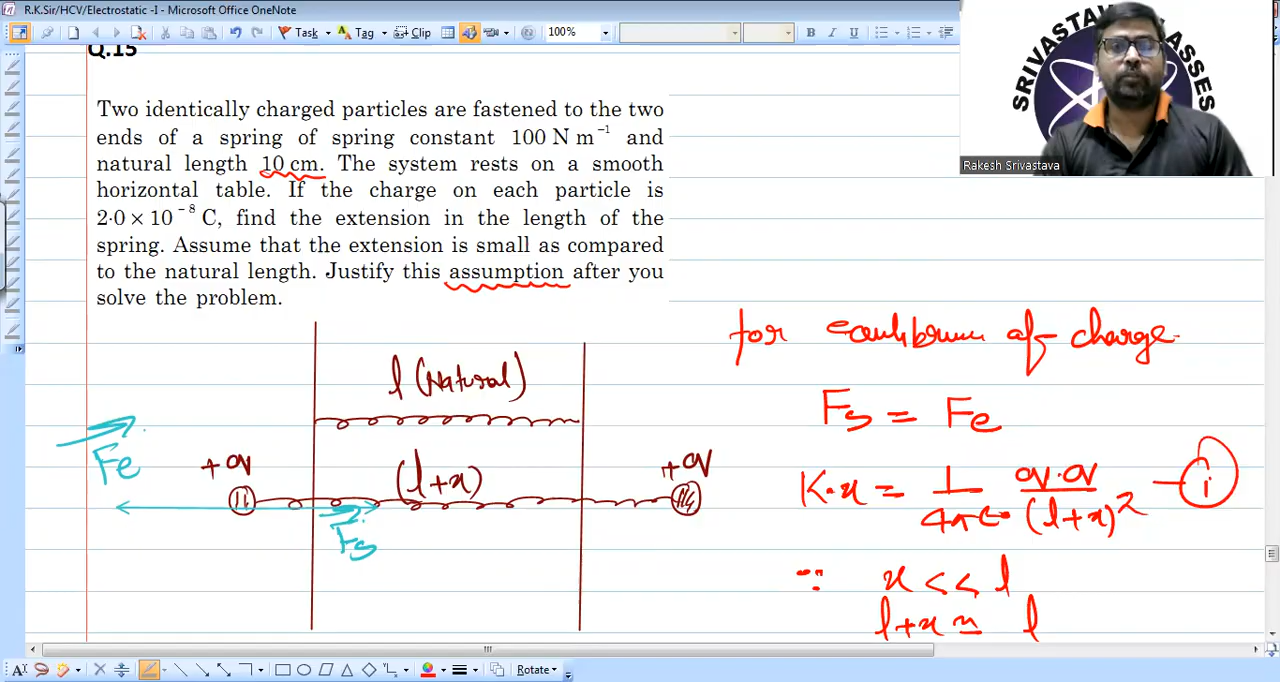 R.K.Sir/HCV/Electrostatic -I - Microsoft Office OneNote
Task
Tag
Clip
100%
B I U
SRIVASTAVA CLASSES
Rakesh Srivastava
Q.15
Two identically charged particles are fastened to the two
ends of a spring of spring constant 100 N m⁻¹ and
natural length 10 cm. The system rests on a smooth
horizontal table. If the charge on each particle is
2·0 × 10⁻⁸ C, find the extension in the length of the
spring. Assume that the extension is small as compared
to the natural length. Justify this assumption after you
solve the problem.
l (Natural)
Fe
+q
(l+x)
+q
Fs
for equilibrium of charge
Fs = Fe
K·x = 1/4πε₀ q·q/(l+x)² — i
∵ x << l
l+x ≃ l
A
Rotate